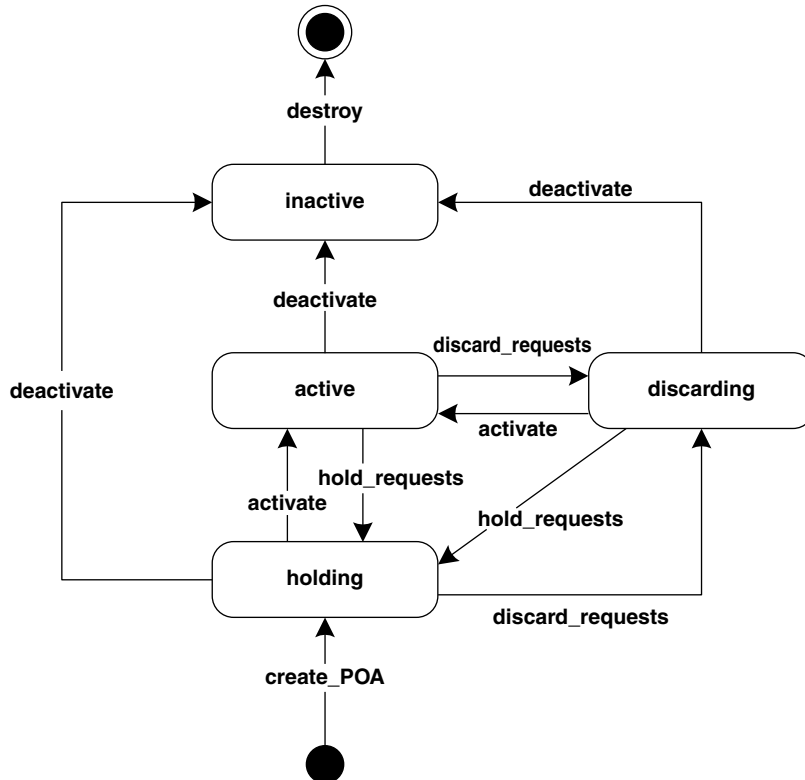 destroy
inactive
deactivate
deactivate
discard_requests
active
discarding
deactivate
activate
hold_requests
activate
hold_requests
holding
discard_requests
create_POA